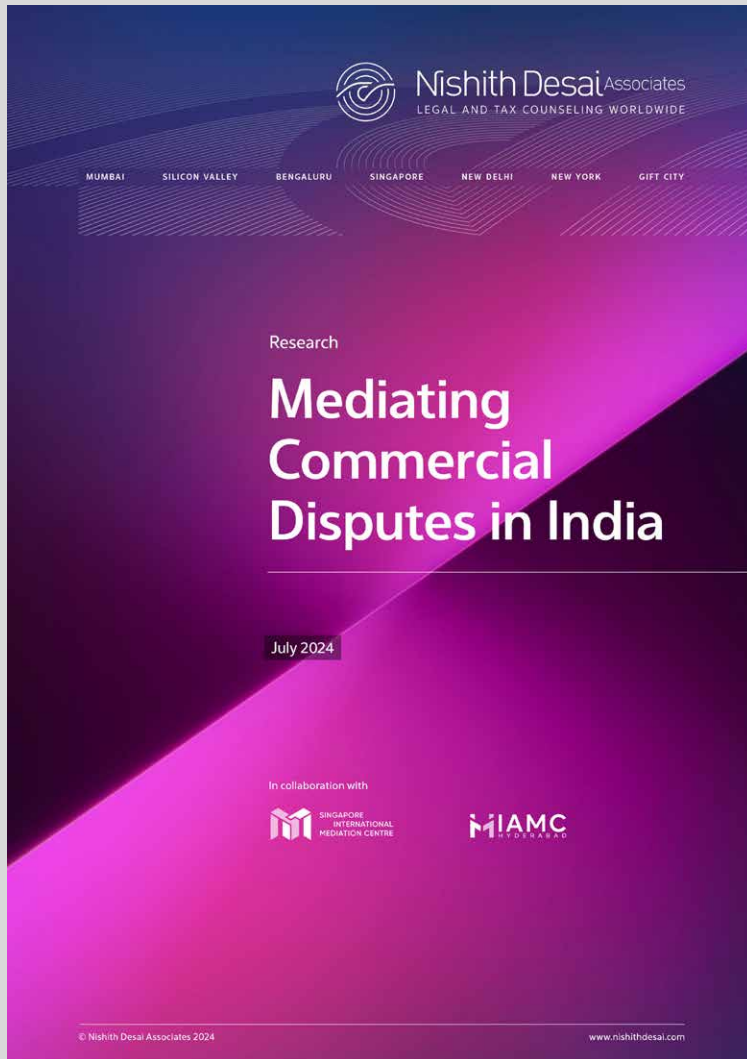 Nishith Desai Associates
LEGAL AND TAX COUNSELING WORLDWIDE
MUMBAI SILICON VALLEY BENGALURU SINGAPORE NEW DELHI NEW YORK GIFT CITY
Research
Mediating
Commercial
Disputes in India
July 2024
In collaboration with
SINGAPORE
INTERNATIONAL
MEDIATION CENTRE
IAMC
HYDERABAD
© Nishith Desai Associates 2024 www.nishithdesai.com